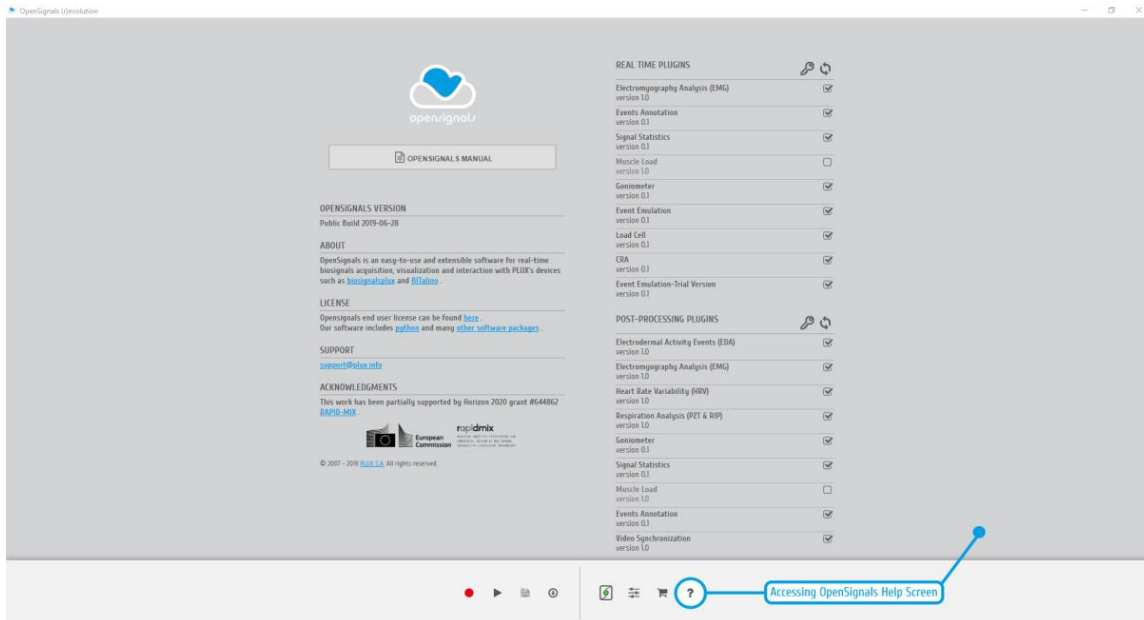 OpenSignals (r)evolution
opensignals
OPENSIGNALS MANUAL
OPENSIGNALS VERSION
Public Build 2019-06-28
ABOUT
OpenSignals is an easy-to-use and extensible software for real-time
biosignals acquisition, visualization and interaction with PLUX's devices
such as biosignalsplux and BITalino .
LICENSE
Opensignals end user license can be found here .
Our software includes python and many other software packages .
SUPPORT
support@plux.info
ACKNOWLEDGMENTS
This work has been partially supported by Horizon 2020 grant #644862
RAPID-MIX .
European
Commission
rapidmix
© 2007 - 2019 PLUX S.A. All rights reserved.
REAL TIME PLUGINS
Electromyography Analysis (EMG)
version 1.0
Events Annotation
version 0.1
Signal Statistics
version 0.1
Muscle Load
version 1.0
Goniometer
version 0.1
Event Emulation
version 0.1
Load Cell
version 0.1
CRA
version 0.1
Event Emulation-Trial Version
version 0.1
POST-PROCESSING PLUGINS
Electrodermal Activity Events (EDA)
version 1.0
Electromyography Analysis (EMG)
version 1.0
Heart Rate Variability (HRV)
version 1.0
Respiration Analysis (PZT & RIP)
version 1.0
Goniometer
version 0.1
Signal Statistics
version 0.1
Muscle Load
version 1.0
Events Annotation
version 0.1
Video Synchronization
version 1.0
?
Accessing OpenSignals Help Screen